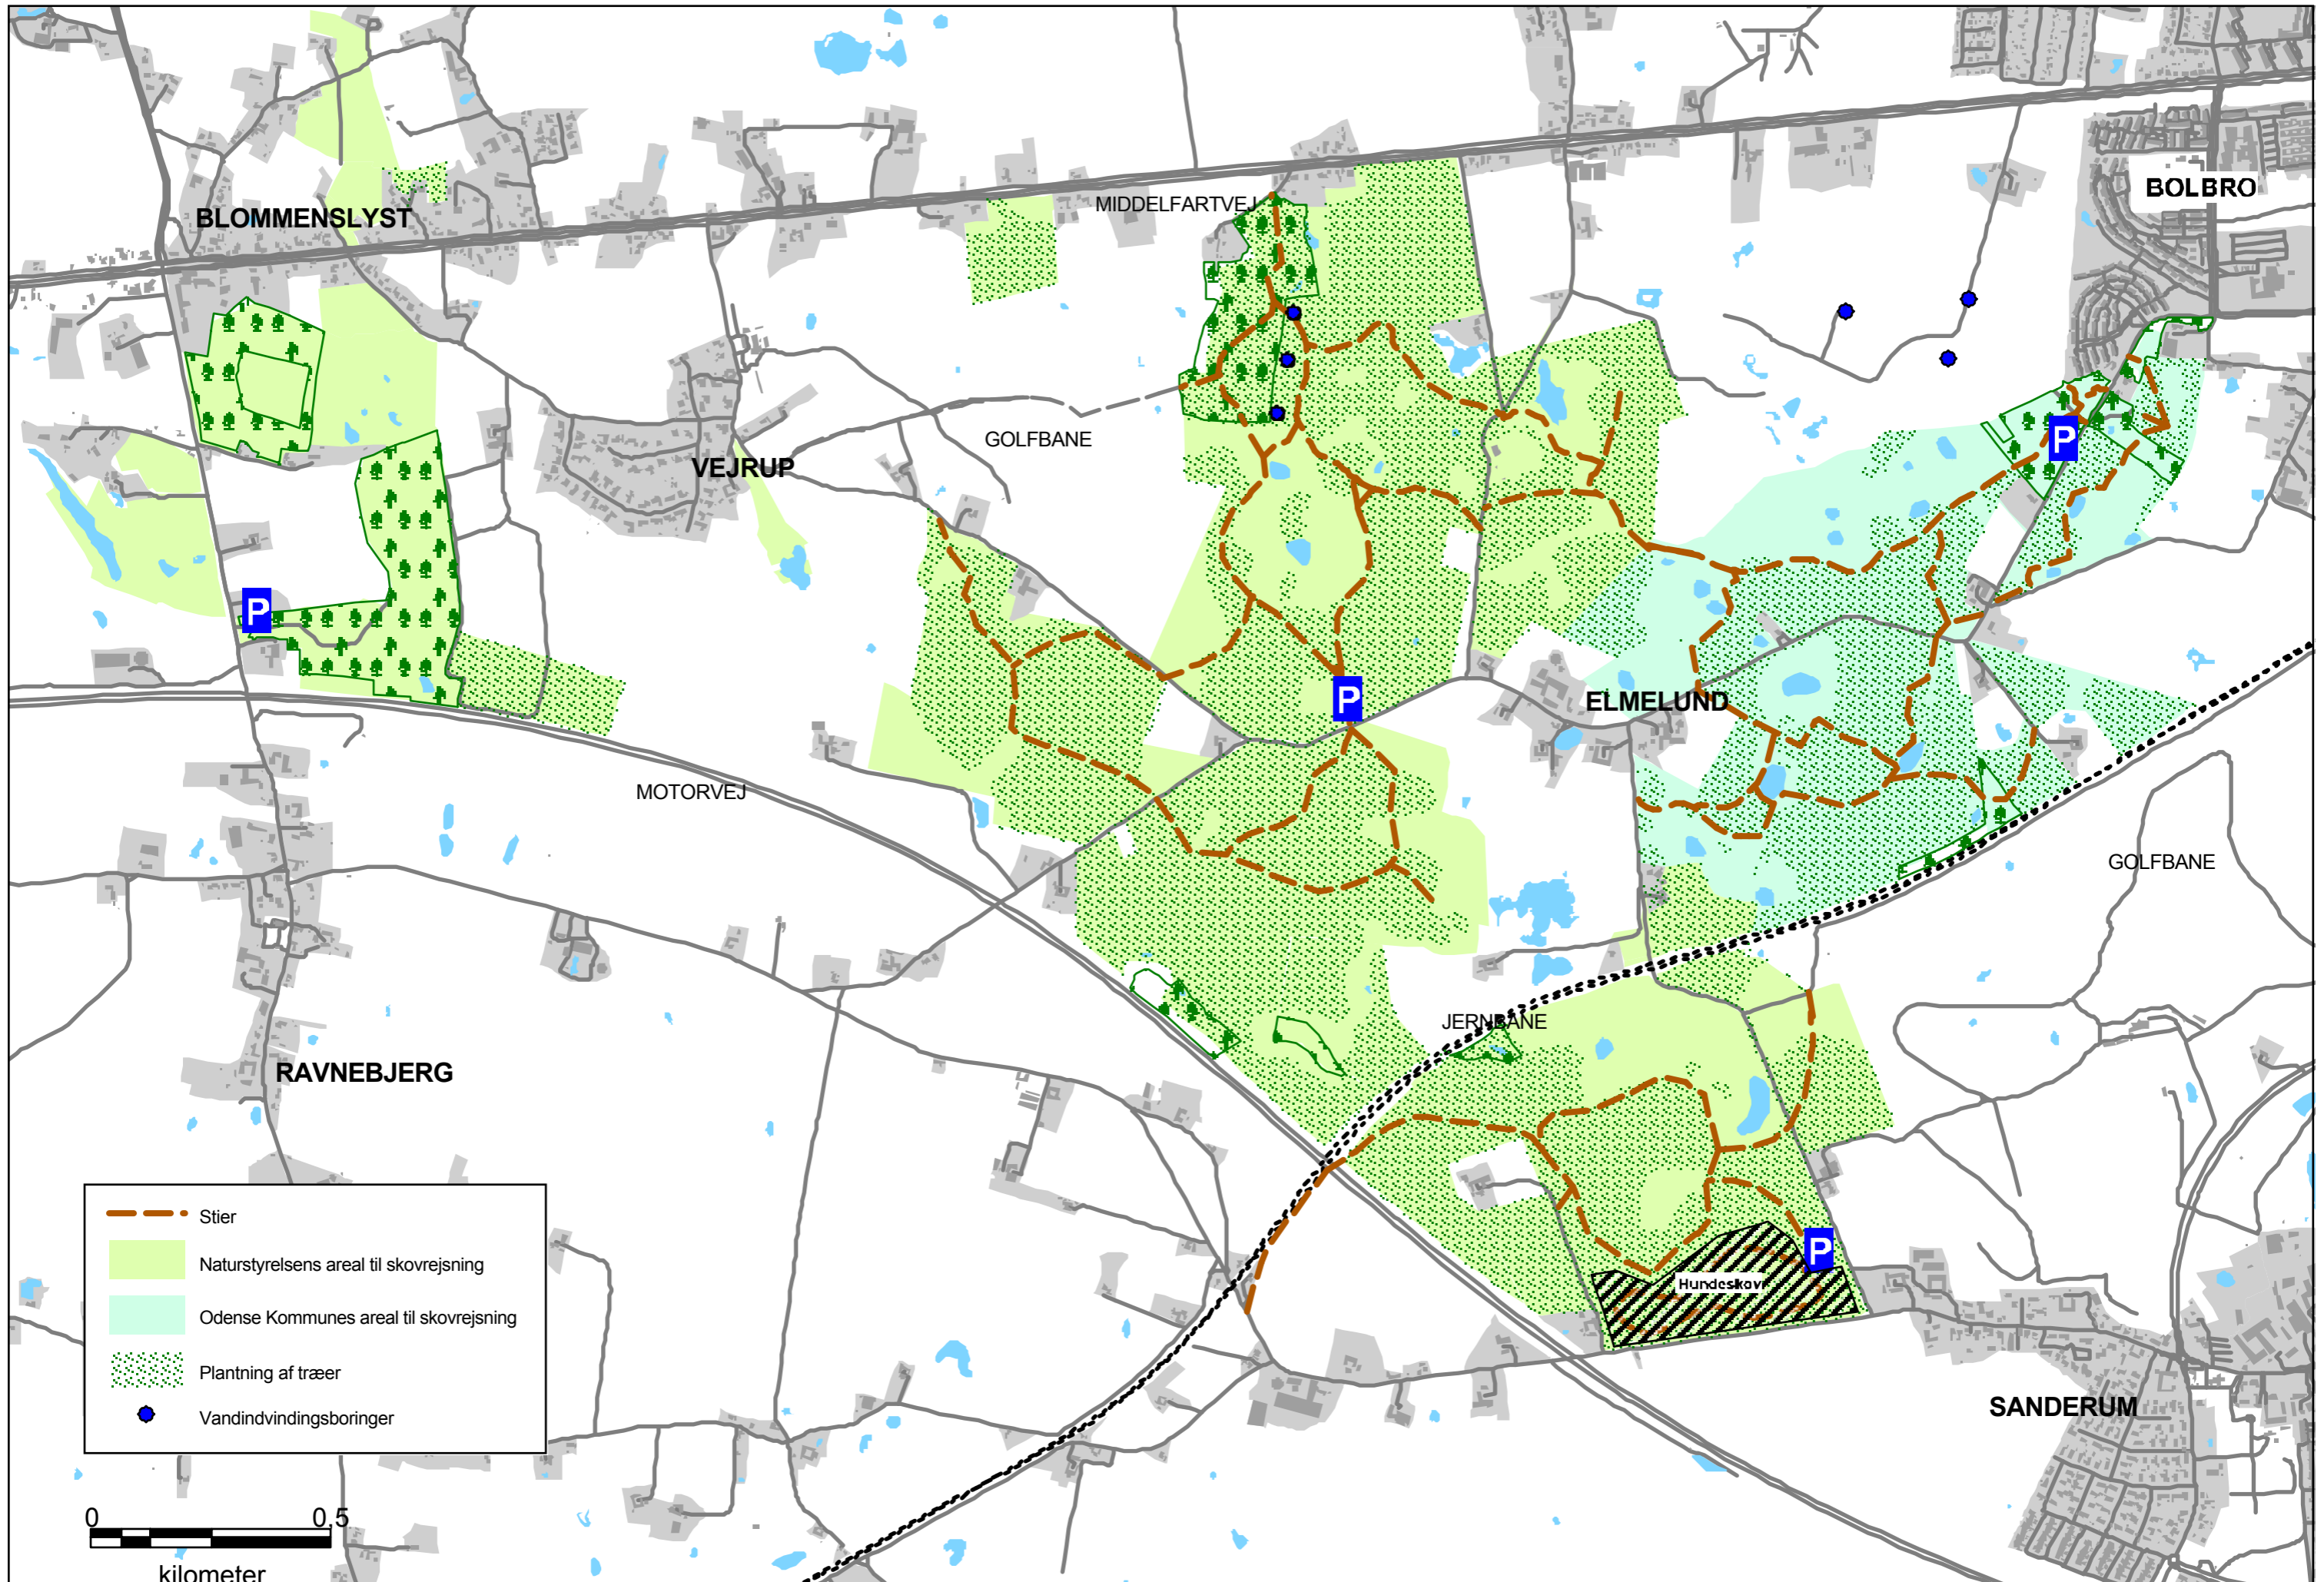 BOLBRO
MIDDELFARTVEJ
BLOMMENSLYST
P
GOLFBANE
VEJRUP
P
P
ELMELUND
MOTORVEJ
GOLFBANE
JERNBANE
RAVNEBJERG
Stier
Naturstyrelsens areal til skovrejsning
Odense Kommunes areal til skovrejsning
Plantning af træer
Vandindvindingsboringer
P
Hundeskov
SANDERUM
0 0,5
kilometer